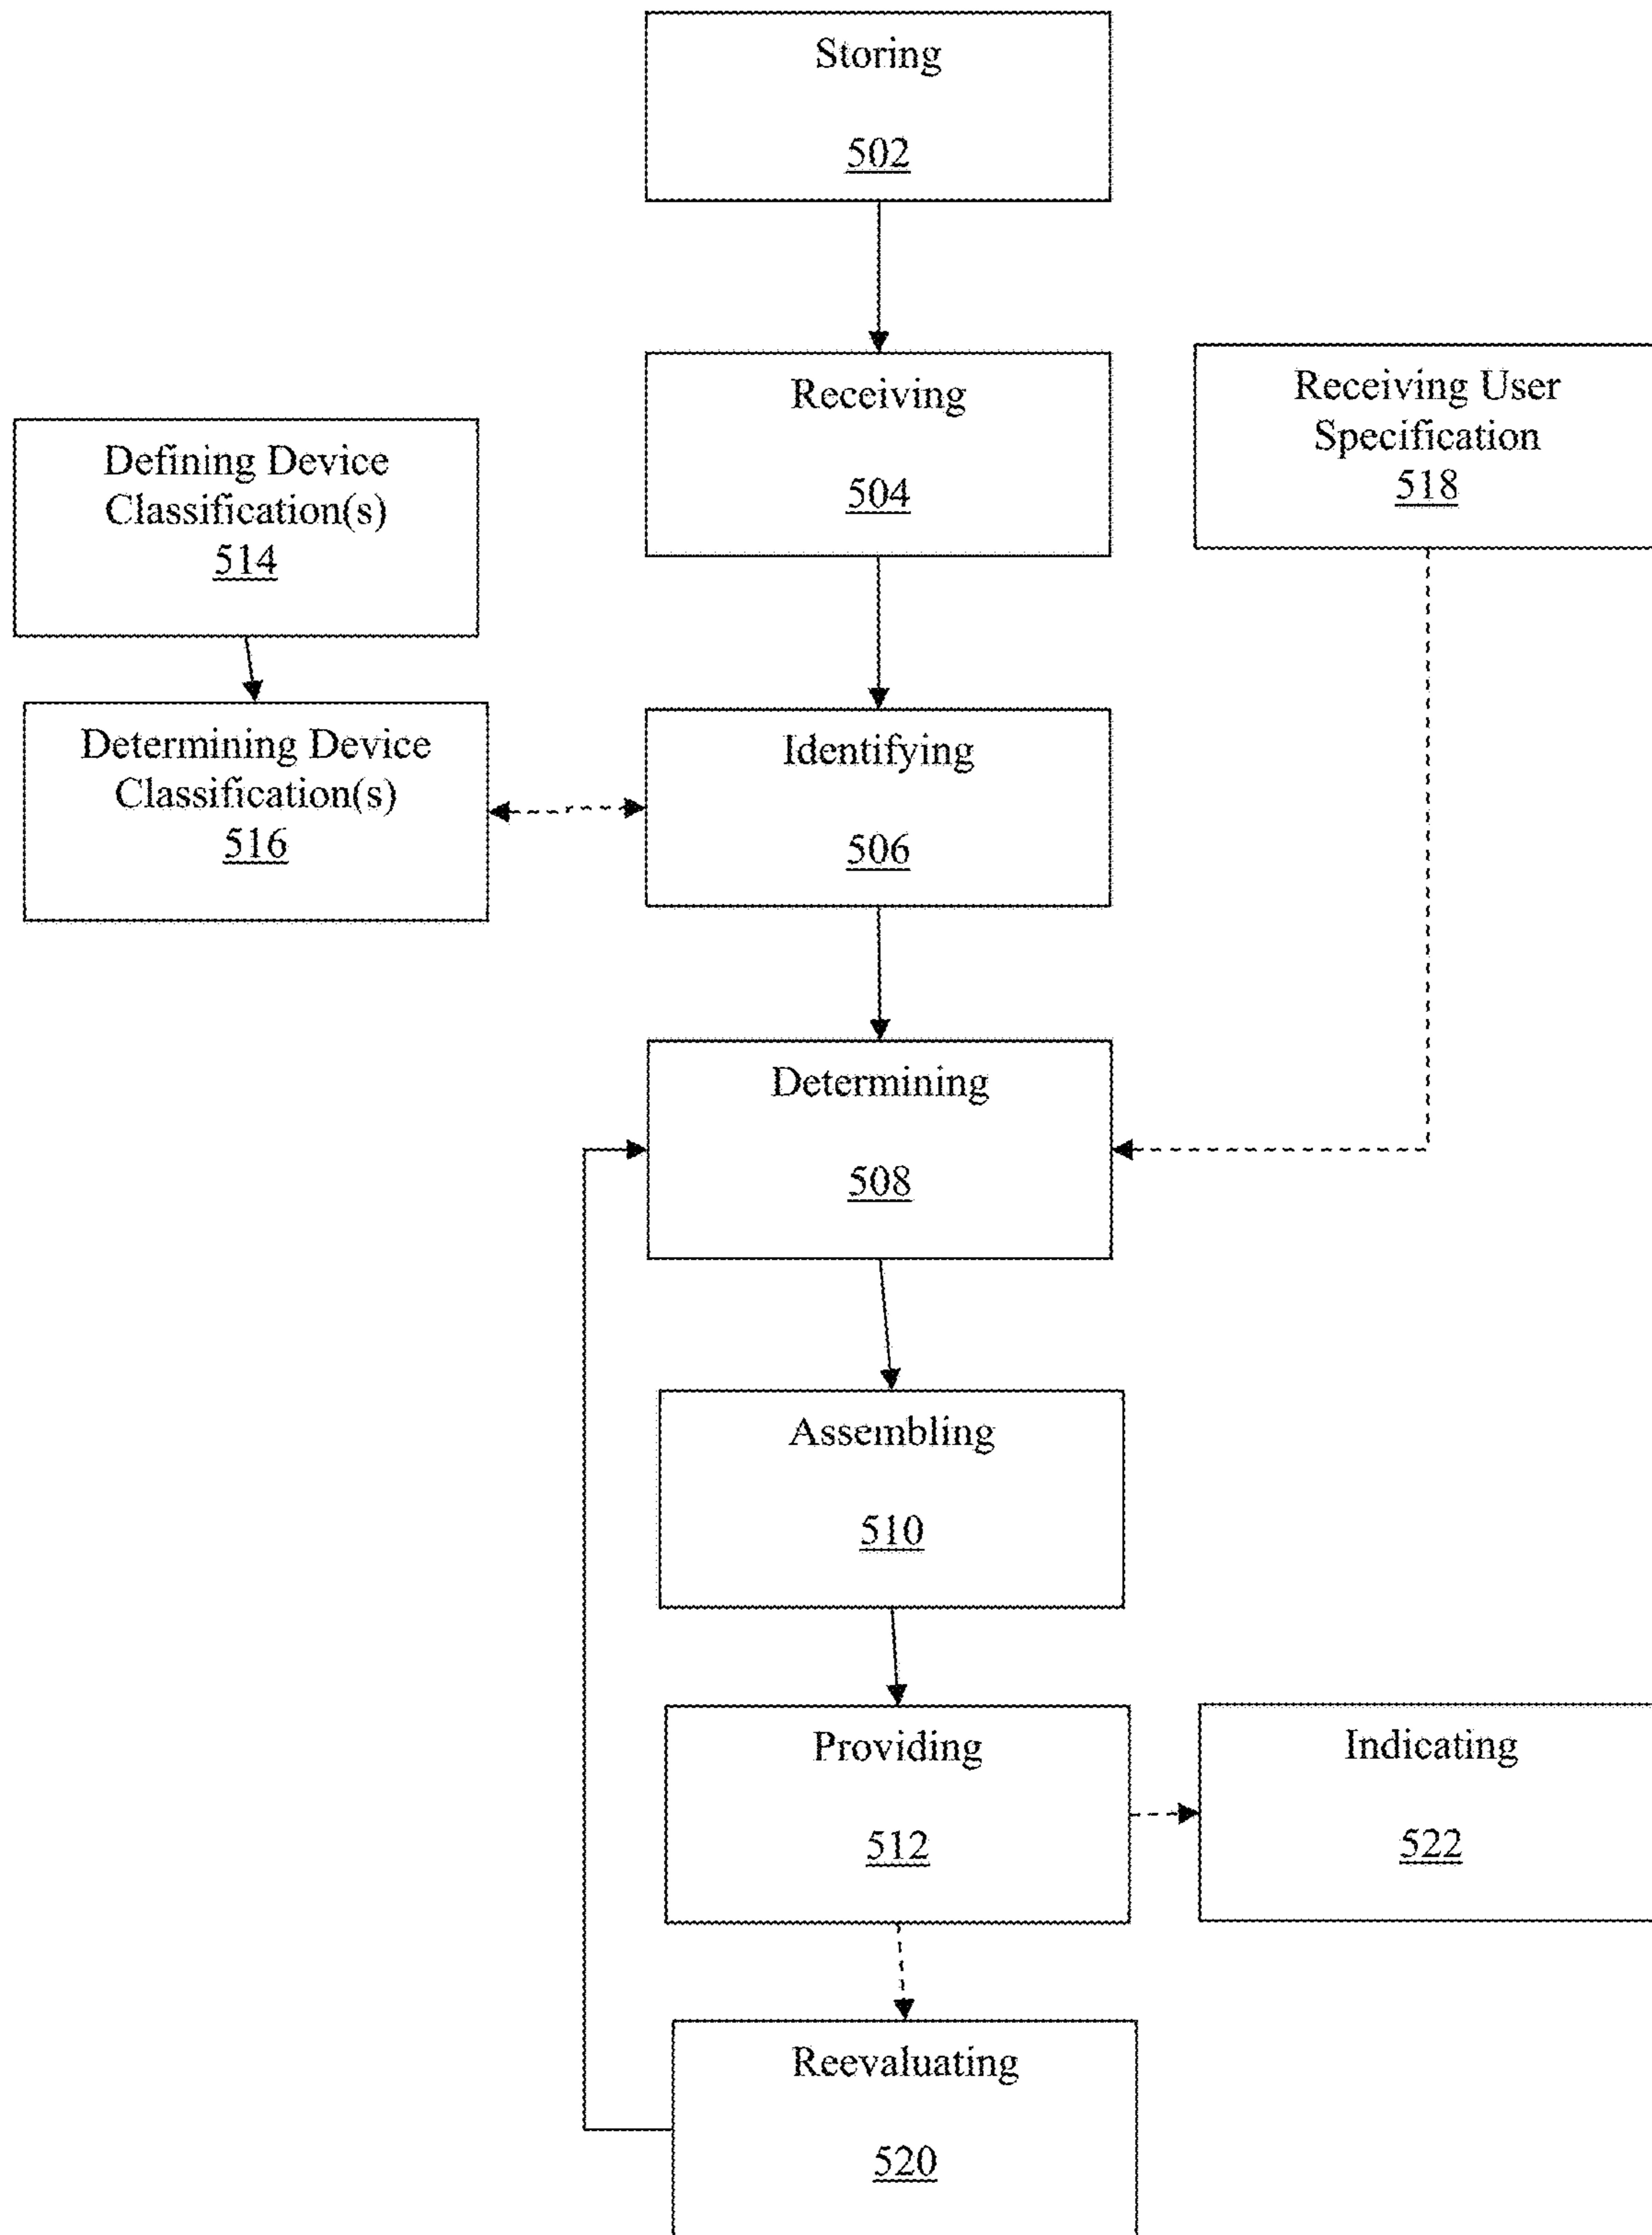 Storing
502
Receiving
504
Receiving User
Specification
518
Defining Device
Classification(s)
514
Determining Device
Classification(s)
516
Identifying
506
Determining
508
Assembling
510
Providing
512
Indicating
522
Reevaluating
520